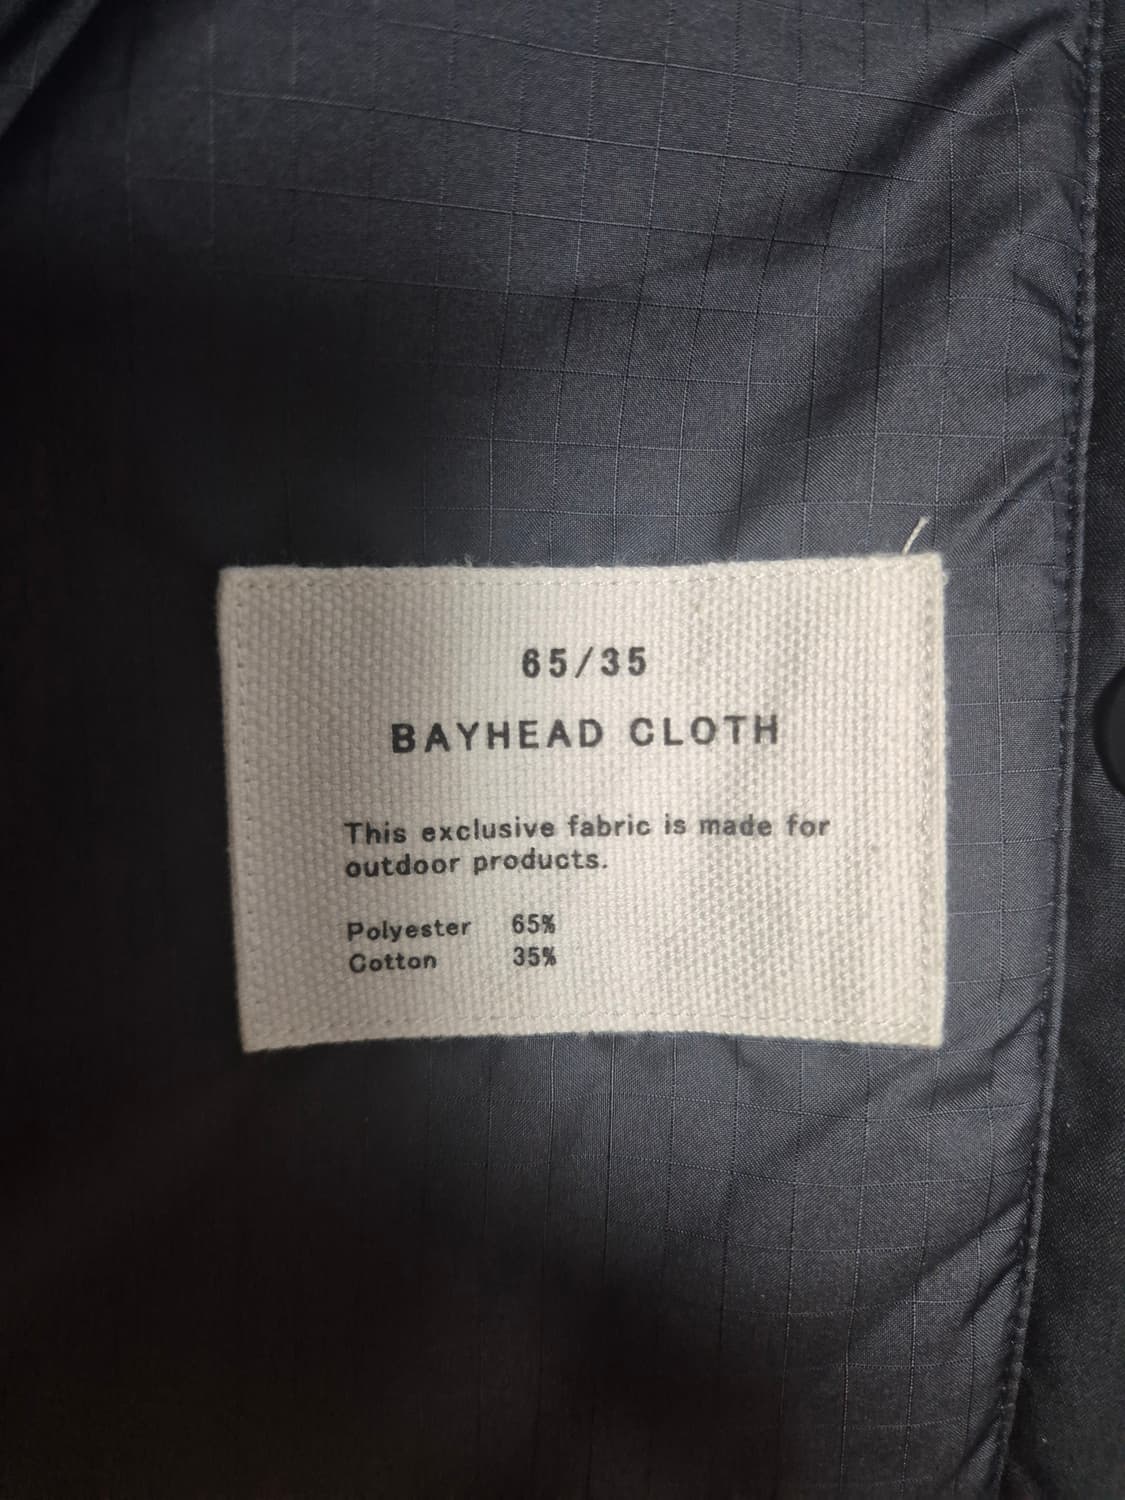 65/35
BAYHEAD CLOTH
This exclusive fabric is made for
outdoor products.
Polyester 65%
Cotton 35%